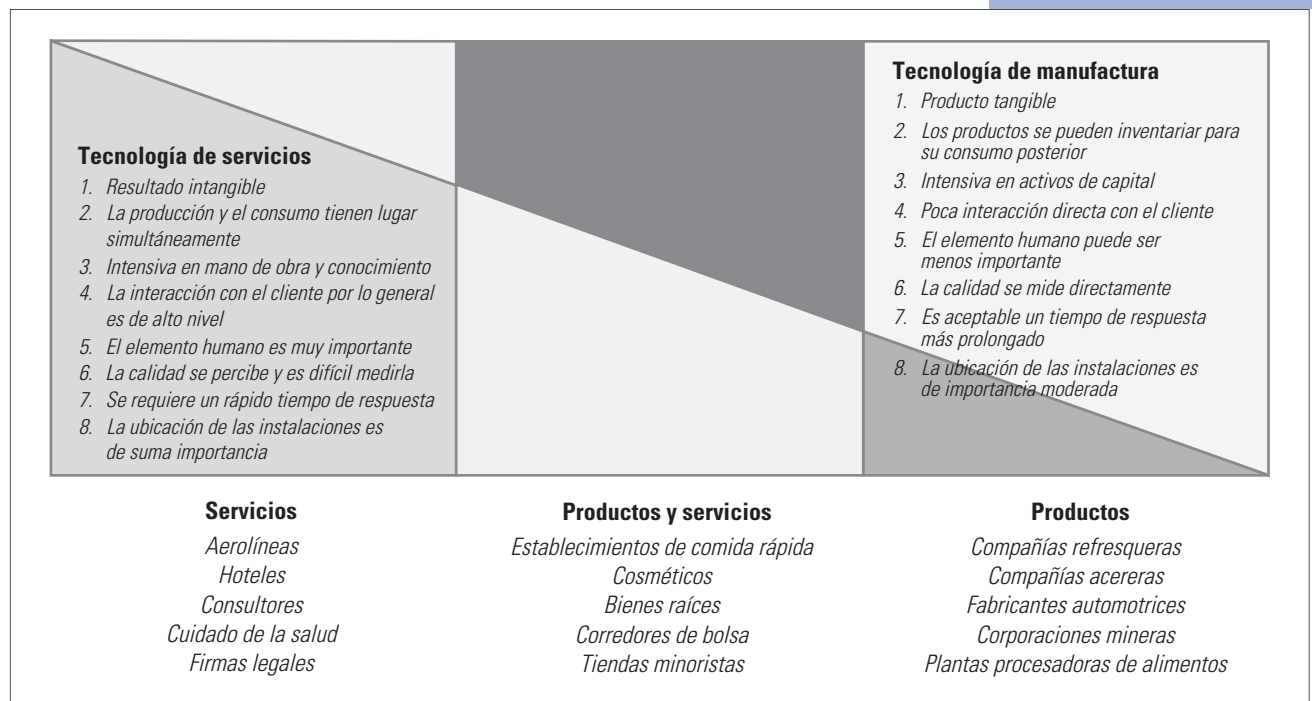 Tecnología de servicios
1. Resultado intangible
2. La producción y el consumo tienen lugar
simultáneamente
3. Intensiva en mano de obra y conocimiento
4. La interacción con el cliente por lo general
es de alto nivel
5. El elemento humano es muy importante
6. La calidad se percibe y es difícil medirla
7. Se requiere un rápido tiempo de respuesta
8. La ubicación de las instalaciones es
de suma importancia
Tecnología de manufactura
1. Producto tangible
2. Los productos se pueden inventariar para
su consumo posterior
3. Intensiva en activos de capital
4. Poca interacción directa con el cliente
5. El elemento humano puede ser
menos importante
6. La calidad se mide directamente
7. Es aceptable un tiempo de respuesta
más prolongado
8. La ubicación de las instalaciones es
de importancia moderada
Servicios
Aerolíneas
Hoteles
Consultores
Cuidado de la salud
Firmas legales
Productos y servicios
Establecimientos de comida rápida
Cosméticos
Bienes raíces
Corredores de bolsa
Tiendas minoristas
Productos
Compañías refresqueras
Compañías acereras
Fabricantes automotrices
Corporaciones mineras
Plantas procesadoras de alimentos